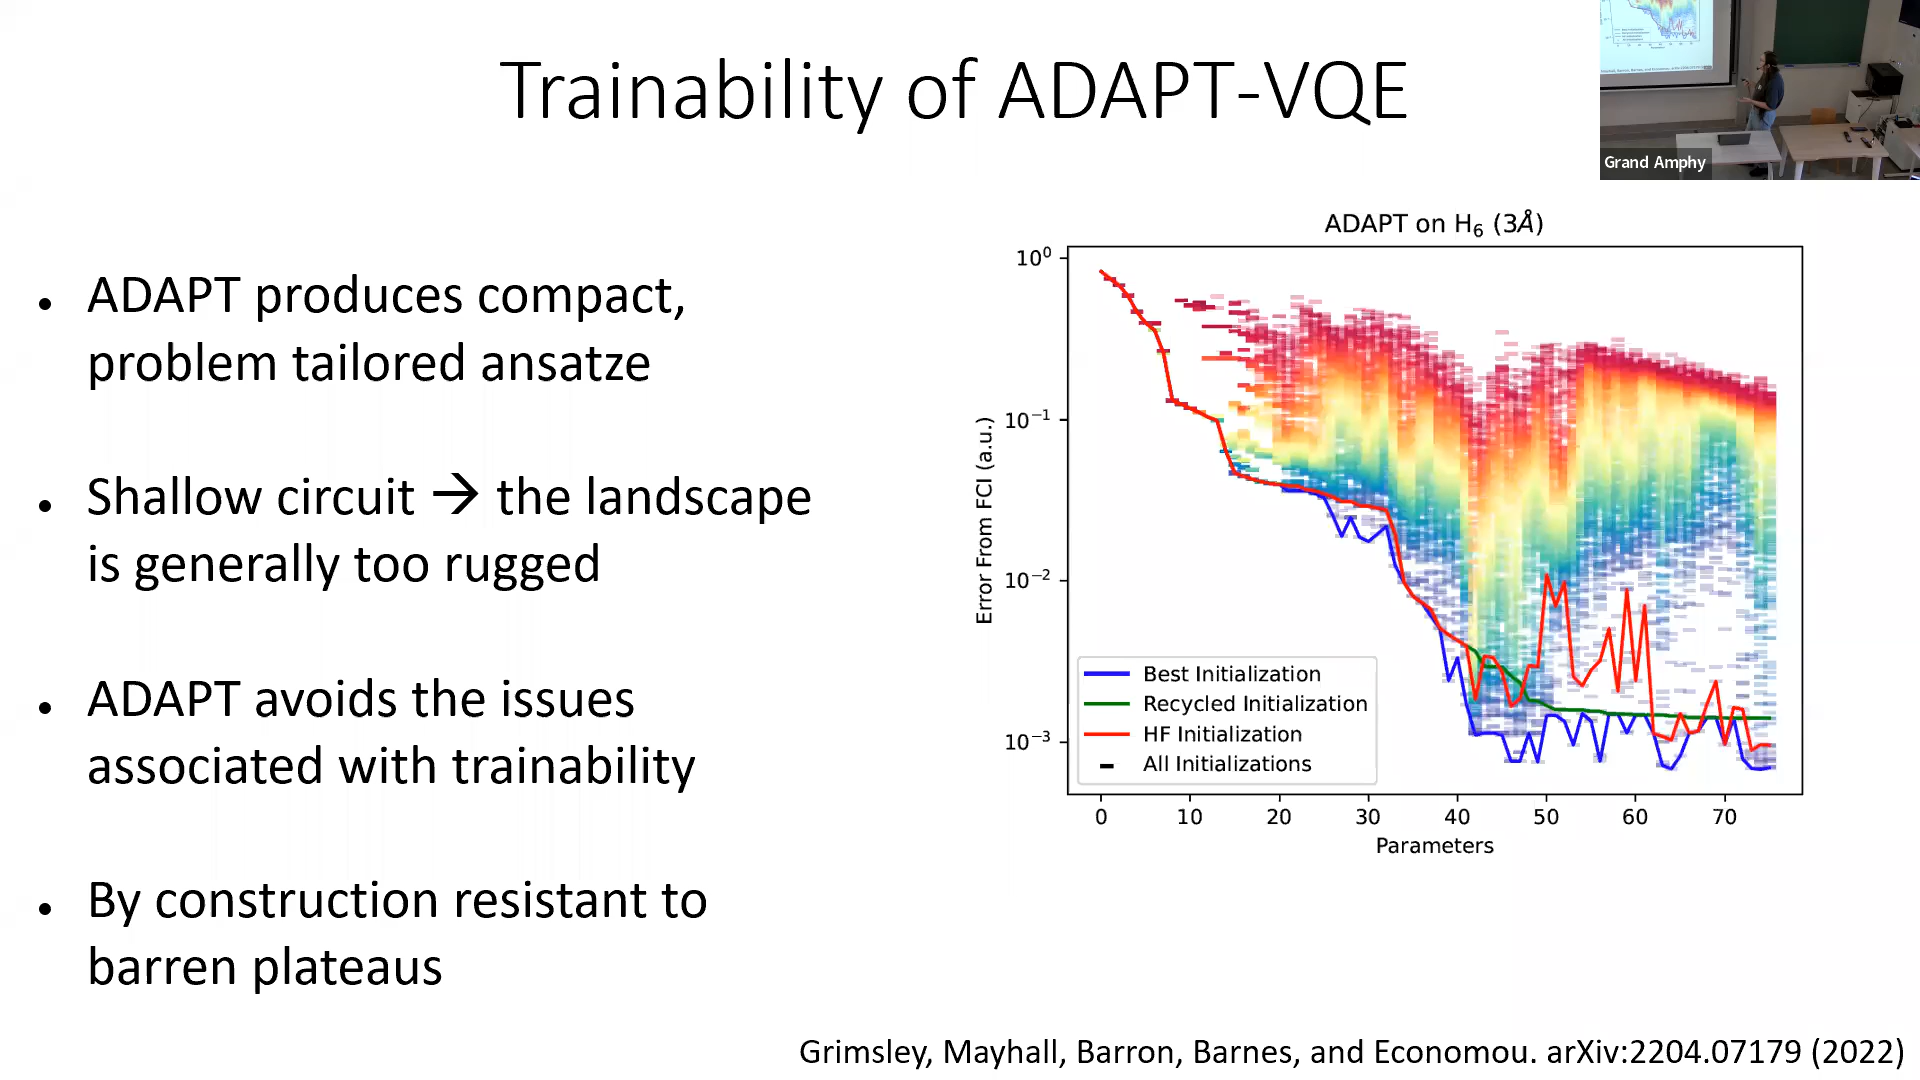 Trainability of ADAPT-VQE
Grand Amphy
• ADAPT produces compact,
problem tailored ansatze
• Shallow circuit → the landscape
is generally too rugged
• ADAPT avoids the issues
associated with trainability
• By construction resistant to
barren plateaus
ADAPT on H₆ (3Å)
10⁰
10⁻¹
10⁻²
10⁻³
Error From FCI (a.u.)
Best Initialization
Recycled Initialization
HF Initialization
All Initializations
0 10 20 30 40 50 60 70
Parameters
Grimsley, Mayhall, Barron, Barnes, and Economou. arXiv:2204.07179 (2022)